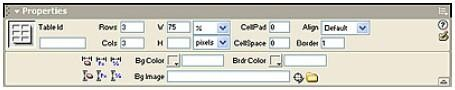 Properties
Table Id Rows 3 W 75 % CellPad 0 Align Default
Cols 3 H pixels CellSpace 0 Border 1
Bg Color Brdr Color
Bg Image